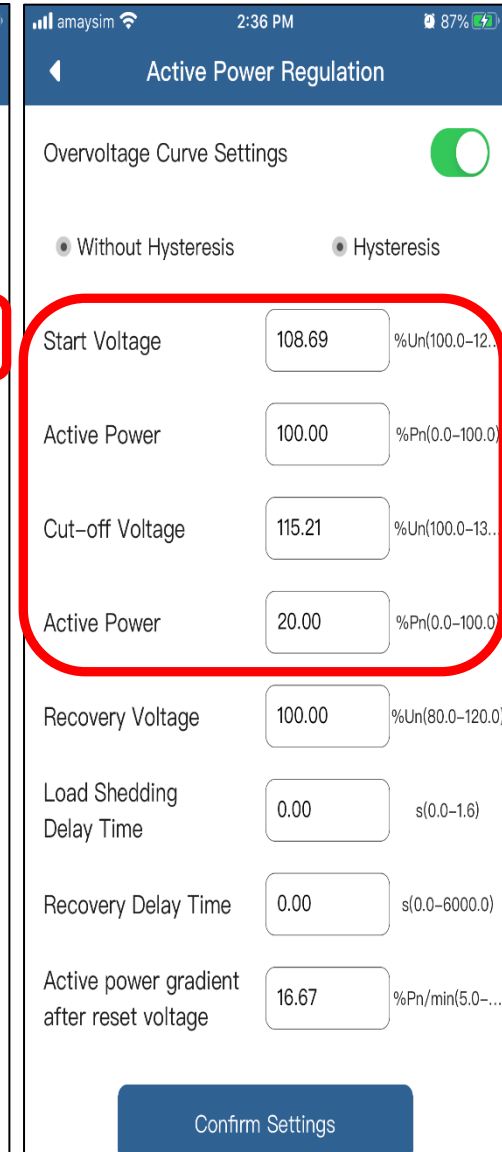 amaysim 2:36 PM 87%
Active Power Regulation
Overvoltage Curve Settings
Without Hysteresis Hysteresis
Start Voltage 108.69 %Un(100.0-12...
Active Power 100.00 %Pn(0.0-100.0)
Cut-off Voltage 115.21 %Un(100.0-13...
Active Power 20.00 %Pn(0.0-100.0)
Recovery Voltage 100.00 %Un(80.0-120.0)
Load Shedding
Delay Time 0.00 s(0.0-1.6)
Recovery Delay Time 0.00 s(0.0-6000.0)
Active power gradient
after reset voltage 16.67 %Pn/min(5.0-...
Confirm Settings